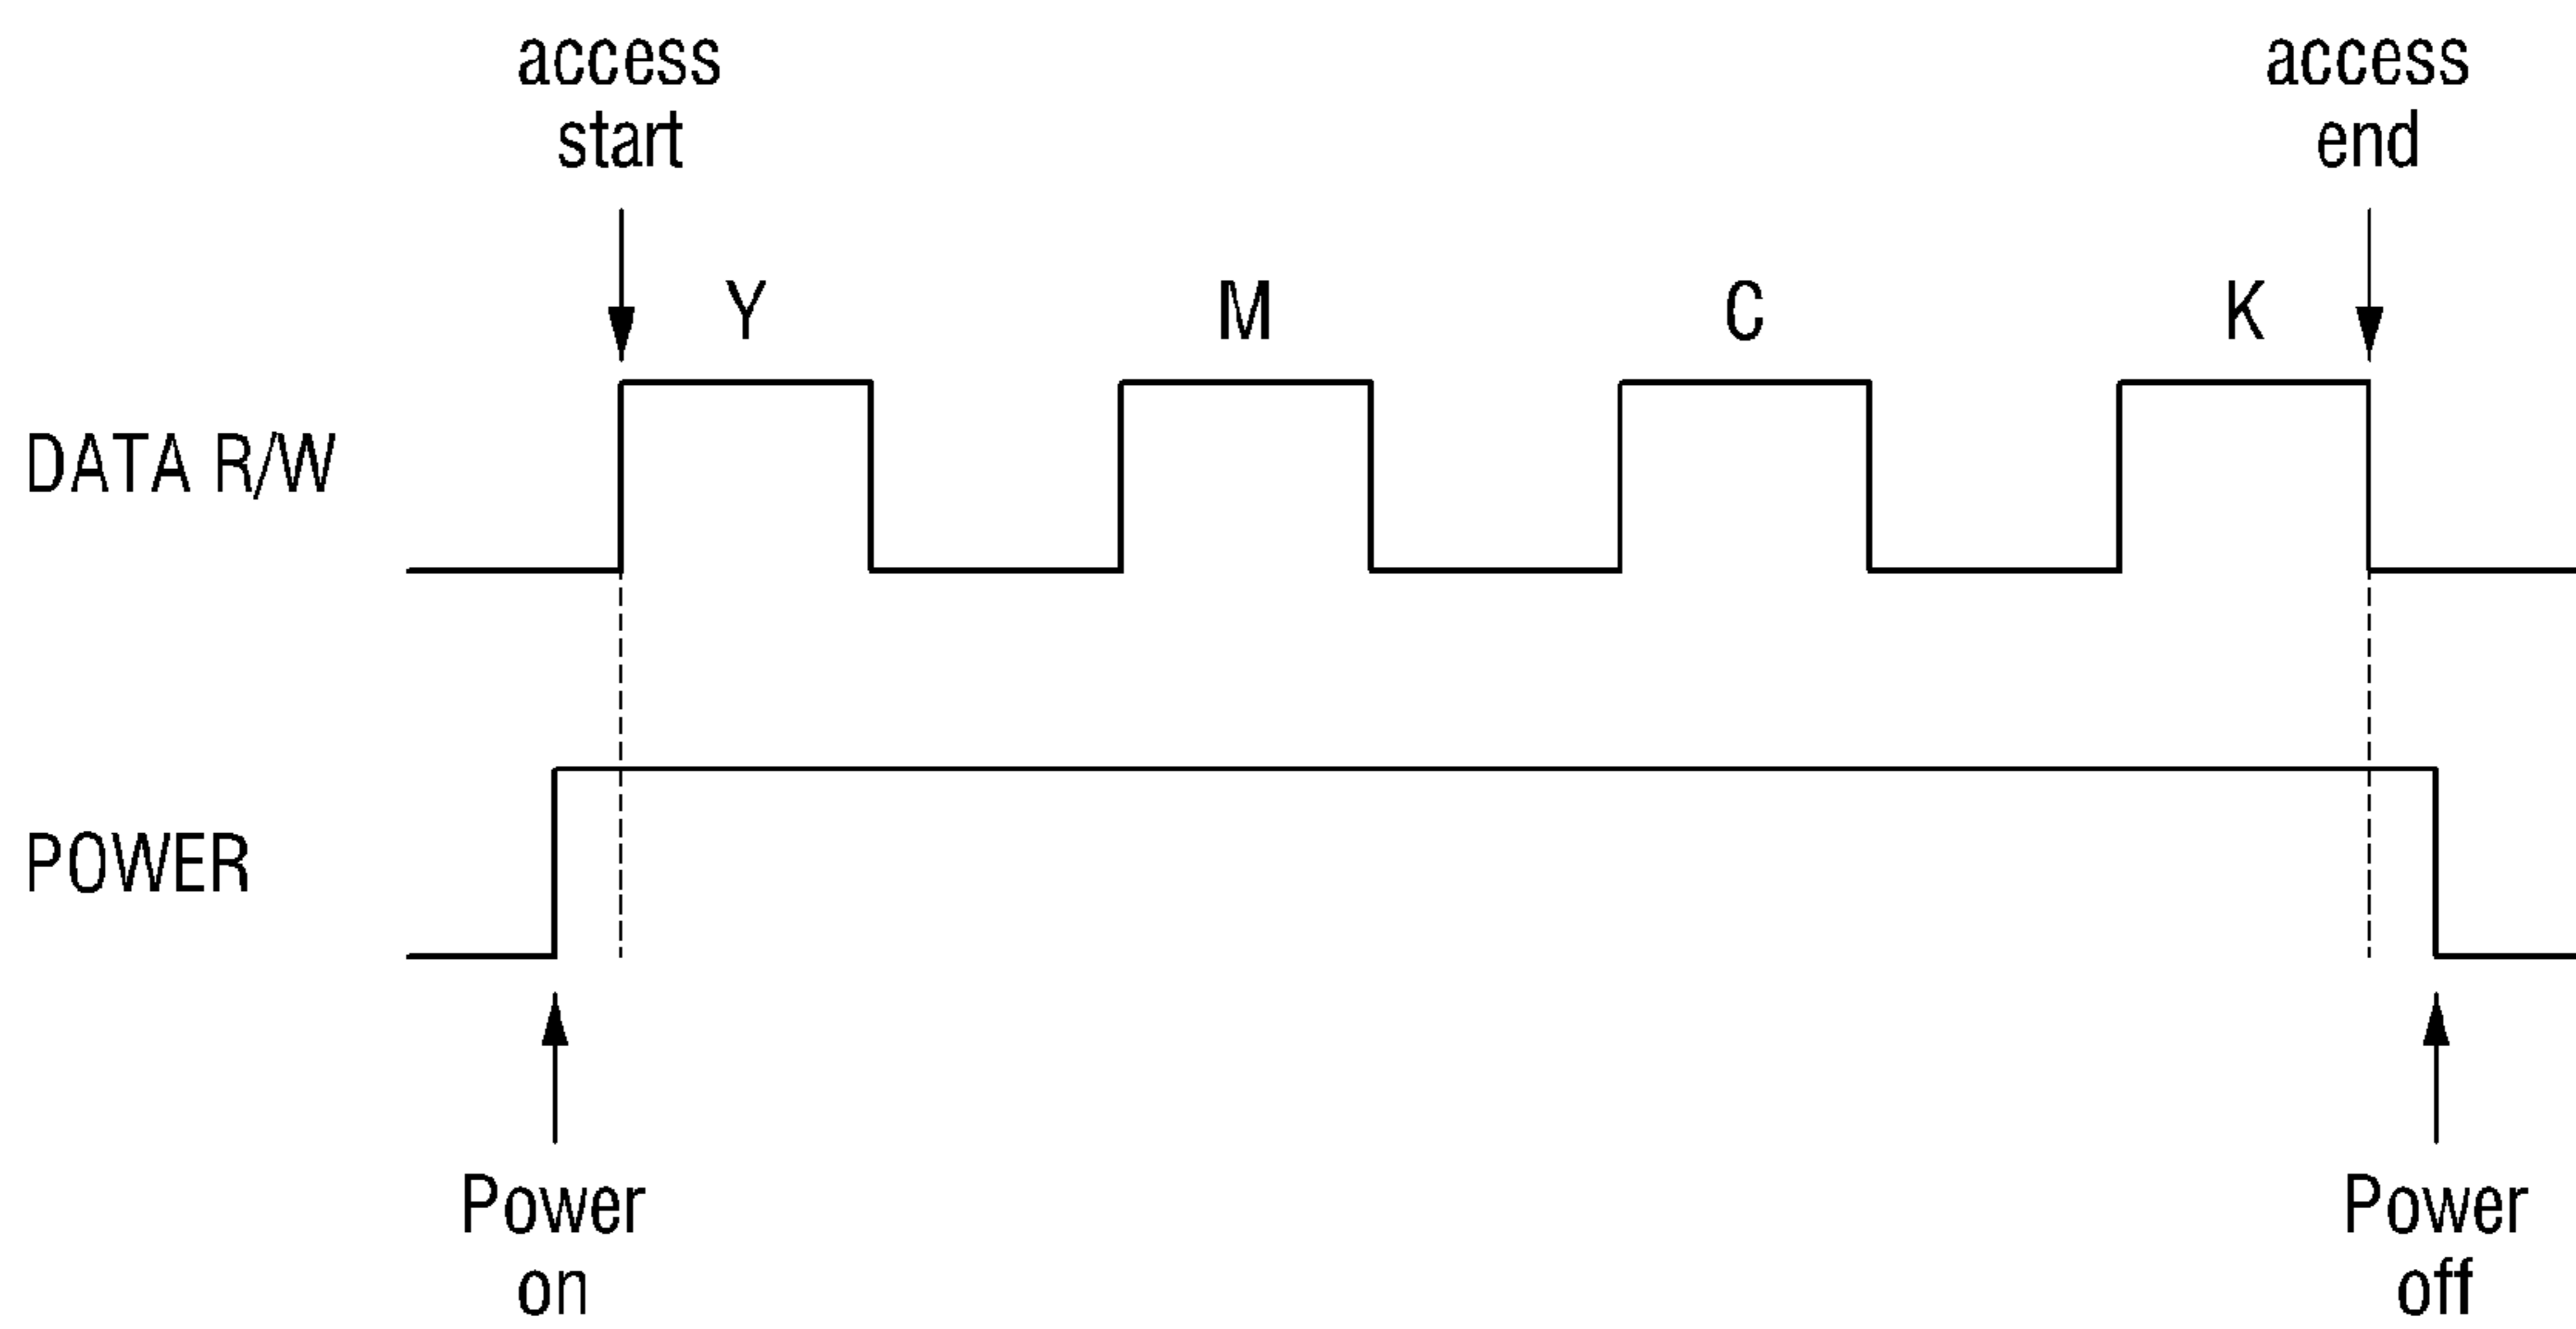 access
start
access
end
Y
M
C
K
DATA R/W
POWER
Power
on
Power
off